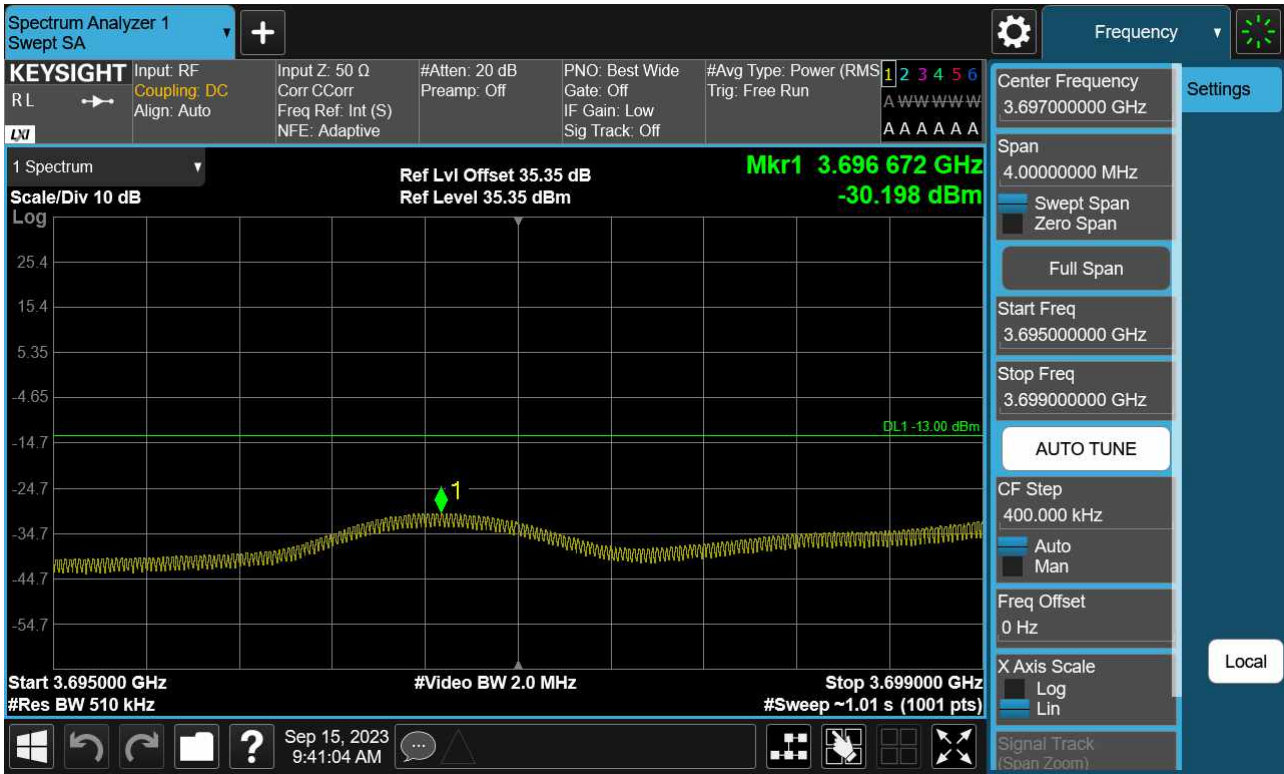 Spectrum Analyzer 1
Swept SA
+
Frequency
KEYSIGHT
RL
LXI
Input: RF
Coupling: DC
Align: Auto
Input Z: 50 Ω
Corr CCorr
Freq Ref: Int (S)
NFE: Adaptive
#Atten: 20 dB
Preamp: Off
PNO: Best Wide
Gate: Off
IF Gain: Low
Sig Track: Off
#Avg Type: Power (RMS
Trig: Free Run
1 2 3 4 5 6
A W W W W W
A A A A A A
1 Spectrum
Scale/Div 10 dB
Log
Ref Lvl Offset 35.35 dB
Ref Level 35.35 dBm
Mkr1 3.696 672 GHz
-30.198 dBm
25.4
15.4
5.35
-4.65
DL1 -13.00 dBm
-14.7
-24.7
1
-34.7
-44.7
-54.7
Start 3.695000 GHz
#Res BW 510 kHz
#Video BW 2.0 MHz
Stop 3.699000 GHz
#Sweep ~1.01 s (1001 pts)
Center Frequency
3.697000000 GHz
Span
4.00000000 MHz
Swept Span
Zero Span
Full Span
Start Freq
3.695000000 GHz
Stop Freq
3.699000000 GHz
AUTO TUNE
CF Step
400.000 kHz
Auto
Man
Freq Offset
0 Hz
X Axis Scale
Log
Lin
Signal Track
(Span Zoom)
Settings
Local
?
Sep 15, 2023
9:41:04 AM